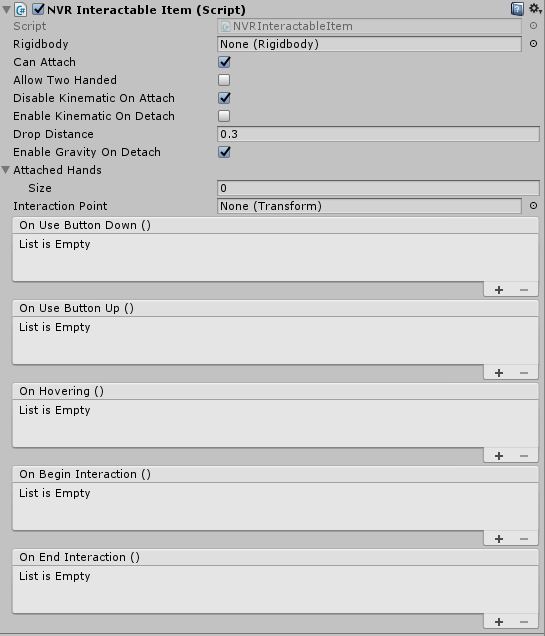 NVR Interactable Item (Script)
Script NVRInteractableItem
Rigidbody None (Rigidbody)
Can Attach
Allow Two Handed
Disable Kinematic On Attach
Enable Kinematic On Detach
Drop Distance 0.3
Enable Gravity On Detach
Attached Hands
Size 0
Interaction Point None (Transform)
On Use Button Down ()
List is Empty
+ −
On Use Button Up ()
List is Empty
+ −
On Hovering ()
List is Empty
+ −
On Begin Interaction ()
List is Empty
+ −
On End Interaction ()
List is Empty
+ −